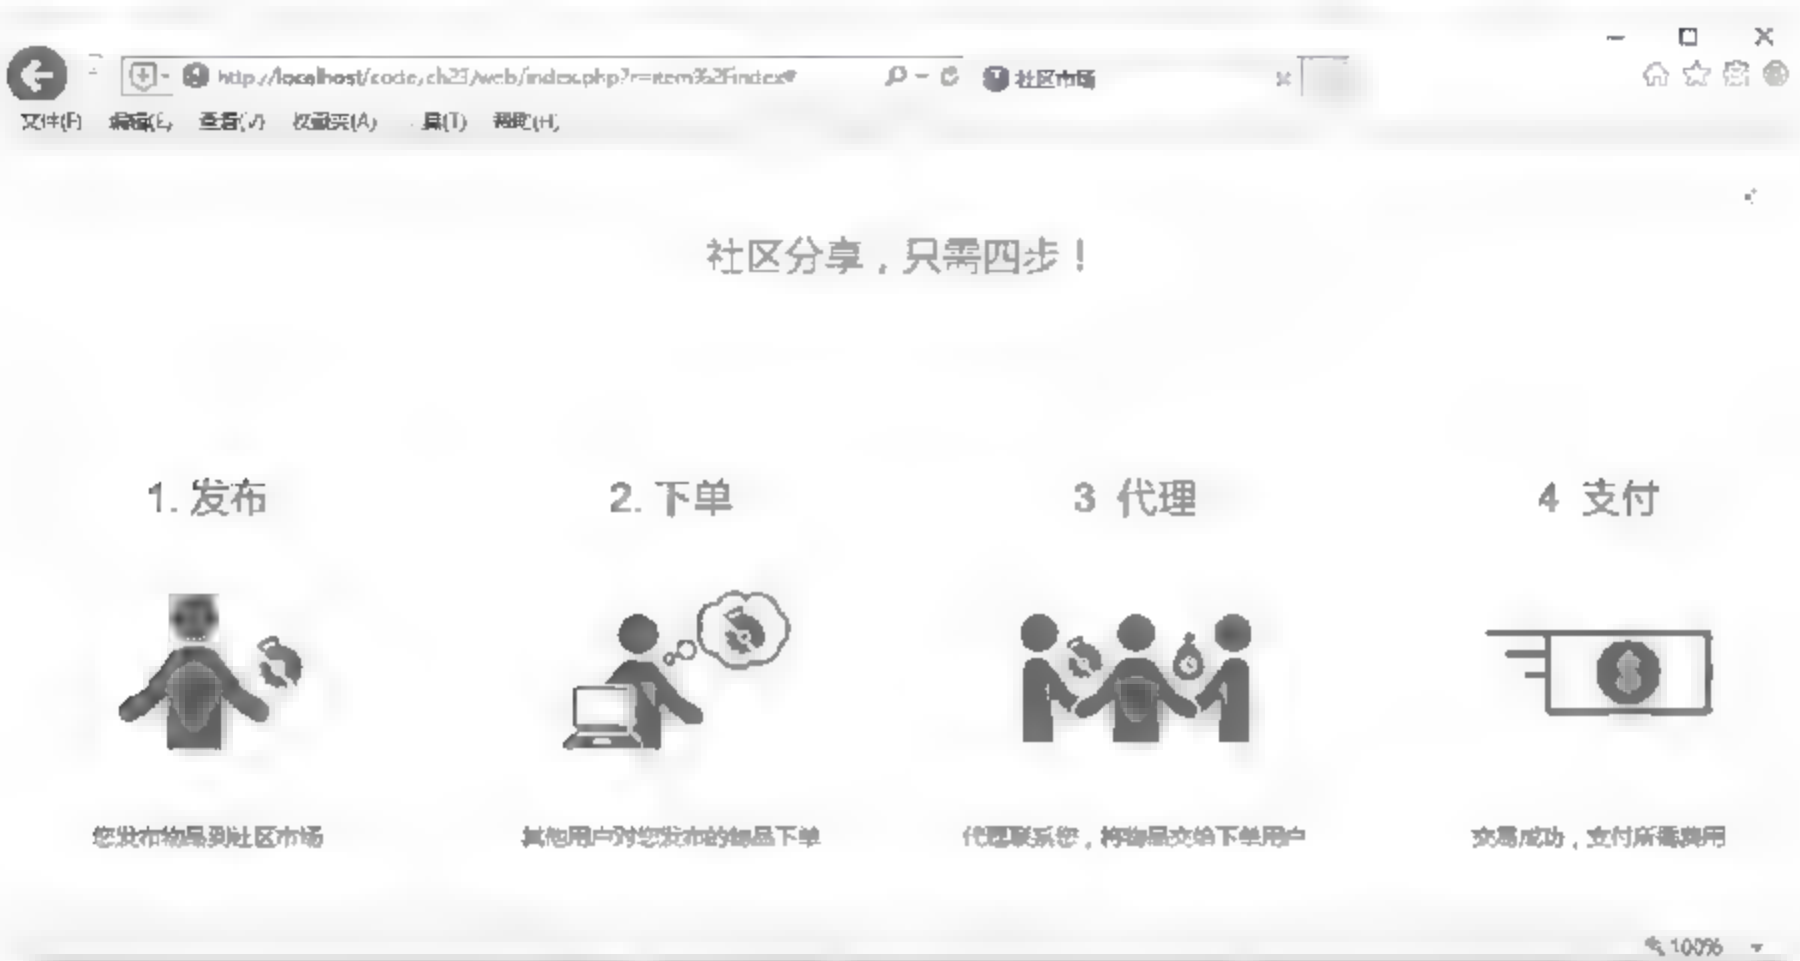 http://localhost/code/ch23/web/index.php?r=item%2Findex# 社区市场
文件(F) 编辑(E) 查看(V) 收藏夹(A) 工具(T) 帮助(H)
社区分享，只需四步！
1. 发布 2. 下单 3 代理 4 支付
您发布物品到社区市场 其他用户对您发布的物品下单 代理联系您，将物品交给下单用户 交易成功，支付所需费用
100%